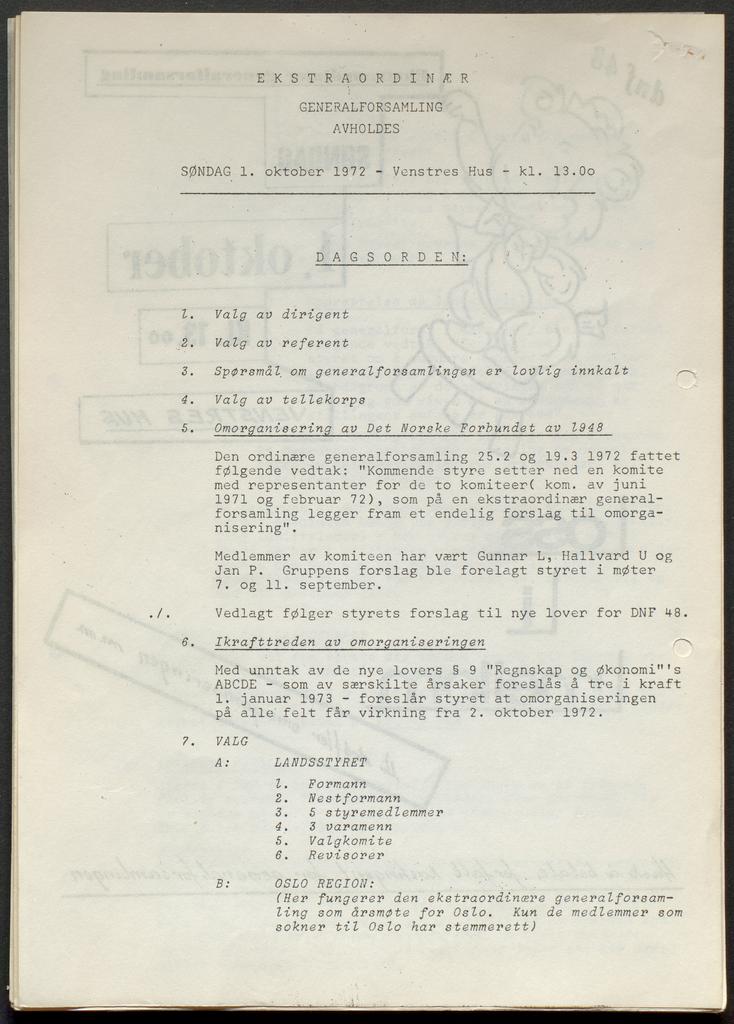 EKSTRAORDINÆR
GENERALFORSAMLING
AVHOLDES
SØNDAG 1. oktober 1972 - Venstres Hus - kl. 13.0o
DAGSORDEN:
1. Valg av dirigent
2. Valg av referent
3. Spørsmål om generalforsamlingen er lovlig innkalt
4. Valg av tellekorps
5. Omorganisering av Det Norske Forbundet av 1948
Den ordinære generalforsamling 25.2 og 19.3 1972 fattet
følgende vedtak: "Kommende styre setter ned en komite
med representanter for de to komiteer( kom. av juni
1971 og februar 72), som på en ekstraordinær general-
forsamling legger fram et endelig forslag til omorga-
nisering".
Medlemmer av komiteen har vært Gunnar L, Hallvard U og
Jan P. Gruppens forslag ble forelagt styret i møter
7. og 11. september.
./. Vedlagt følger styrets forslag til nye lover for DNF 48.
6. Ikrafttreden av omorganiseringen
Med unntak av de nye lovers § 9 "Regnskap og økonomi"'s
ABCDE - som av særskilte årsaker foreslås å tre i kraft
1. januar 1973 - foreslår styret at omorganiseringen
på alle felt får virkning fra 2. oktober 1972.
7. VALG
A: LANDSSTYRET
1. Formann
2. Nestformann
3. 5 styremedlemmer
4. 3 varamenn
5. Valgkomite
6. Revisorer
B: OSLO REGION:
(Her fungerer den ekstraordinære generalforsam-
ling som årsmøte for Oslo. Kun de medlemmer som
sokner til Oslo har stemmerett)